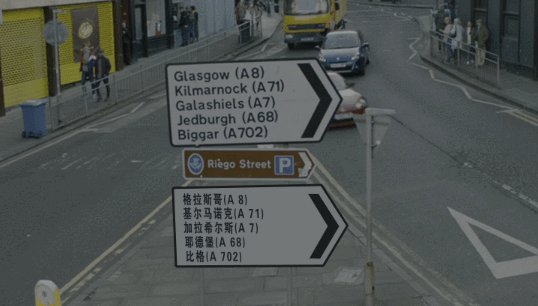 Glasgow (A8)
Kilmarnock (A71)
Galashiels (A7)
Jedburgh (A68)
Biggar (A702)
Riego Street P
格拉斯哥(A 8)
基尔马诺克(A 71)
加拉希尔斯(A 7)
耶德堡(A 68)
比格(A 702)